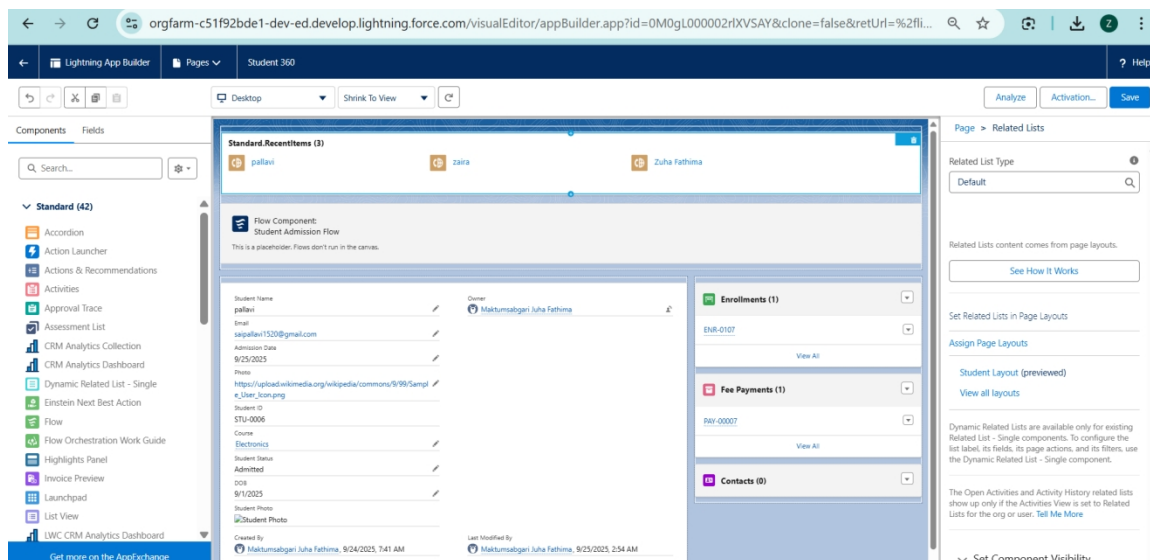 orgfarm-c51f92bde1-dev-ed.develop.lightning.force.com/visualEditor/appBuilder.app?id=0M0gL000002rlXVSAY&clone=false&retUrl=%2fli...
Z
Lightning App Builder
Pages
Student 360
? Help
Desktop
Shrink To View
Analyze
Activation...
Save
Components
Fields
Search...
Standard (42)
Accordion
Action Launcher
Actions & Recommendations
Activities
Approval Trace
Assessment List
CRM Analytics Collection
CRM Analytics Dashboard
Dynamic Related List - Single
Einstein Next Best Action
Flow
Flow Orchestration Work Guide
Highlights Panel
Invoice Preview
Launchpad
List View
LWC CRM Analytics Dashboard
Get more on the AppExchange
Standard.RecentItems (3)
pallavi
zaira
Zuha Fathima
Flow Component:
Student Admission Flow
This is a placeholder. Flows don't run in the canvas.
Student Name
pallavi
Owner
Maktumsabgari Juha Fathima
Email
saipallavi1520@gmail.com
Admission Date
9/25/2025
Photo
https://upload.wikimedia.org/wikipedia/commons/9/99/Sampl
e_User_Icon.png
Student ID
STU-0006
Course
Electronics
Student Status
Admitted
DOB
9/1/2025
Student Photo
Student Photo
Created By
Maktumsabgari Juha Fathima, 9/24/2025, 7:41 AM
Last Modified By
Maktumsabgari Juha Fathima, 9/25/2025, 2:54 AM
Enrollments (1)
ENR-0107
View All
Fee Payments (1)
PAY-00007
View All
Contacts (0)
Page > Related Lists
Related List Type
Default
Related Lists content comes from page layouts.
See How It Works
Set Related Lists in Page Layouts
Assign Page Layouts
Student Layout (previewed)
View all layouts
Dynamic Related Lists are available only for existing
Related List - Single components. To configure the
list label, its fields, its page actions, and its filters, use
the Dynamic Related List - Single component.
The Open Activities and Activity History related lists
show up only if the Activities View is set to Related
Lists for the org or user. Tell Me More
Set Component Visibility